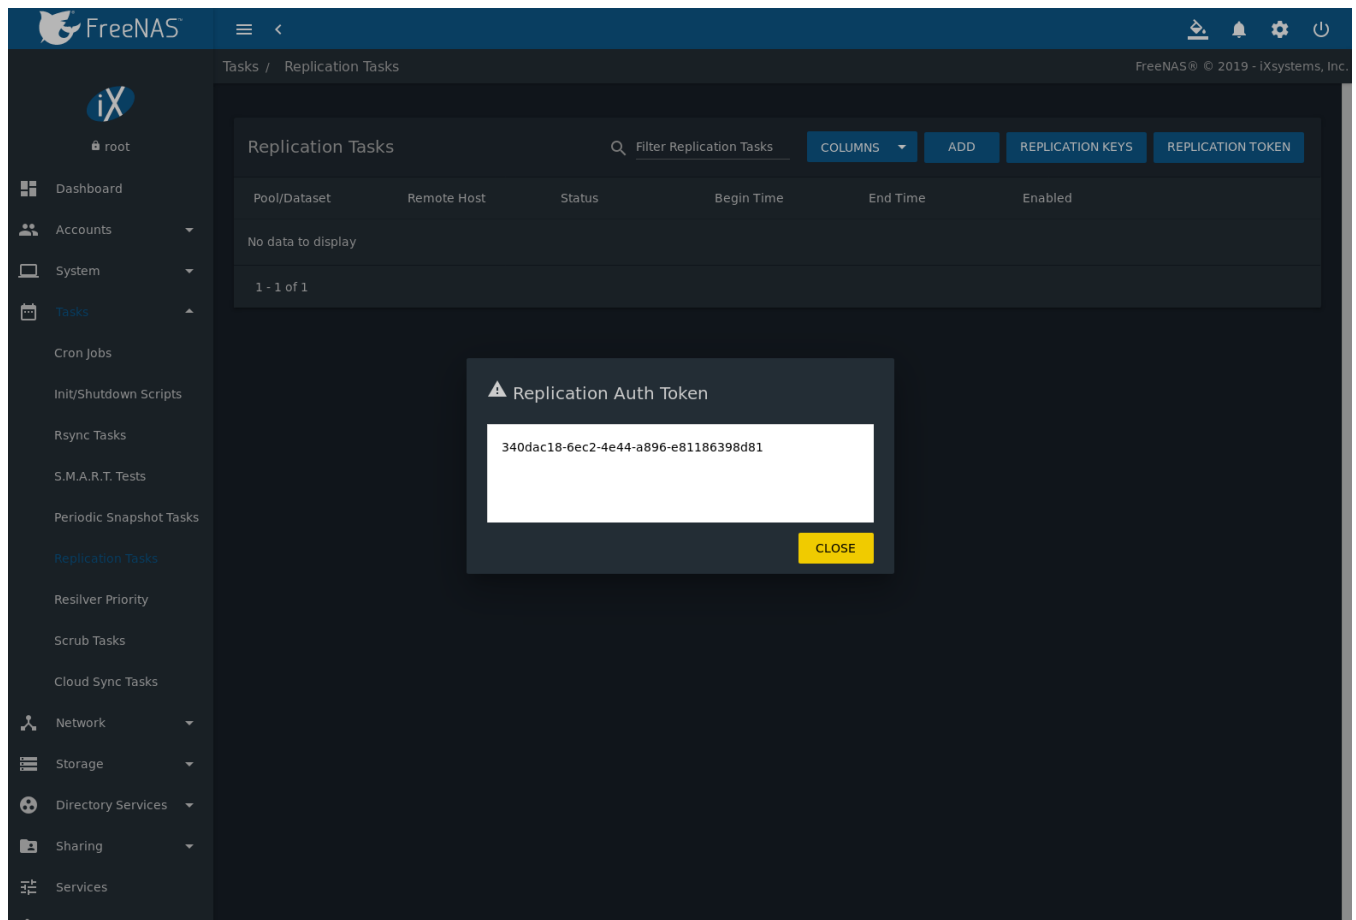 FreeNAS
Tasks / Replication Tasks
FreeNAS® © 2019 - iXsystems, Inc.
iX
root
Dashboard
Accounts
System
Tasks
Cron Jobs
Init/Shutdown Scripts
Rsync Tasks
S.M.A.R.T. Tests
Periodic Snapshot Tasks
Replication Tasks
Resilver Priority
Scrub Tasks
Cloud Sync Tasks
Network
Storage
Directory Services
Sharing
Services
Replication Tasks
Filter Replication Tasks
COLUMNS
ADD
REPLICATION KEYS
REPLICATION TOKEN
Pool/Dataset Remote Host Status Begin Time End Time Enabled
No data to display
1 - 1 of 1
Replication Auth Token
340dac18-6ec2-4e44-a896-e81186398d81
CLOSE